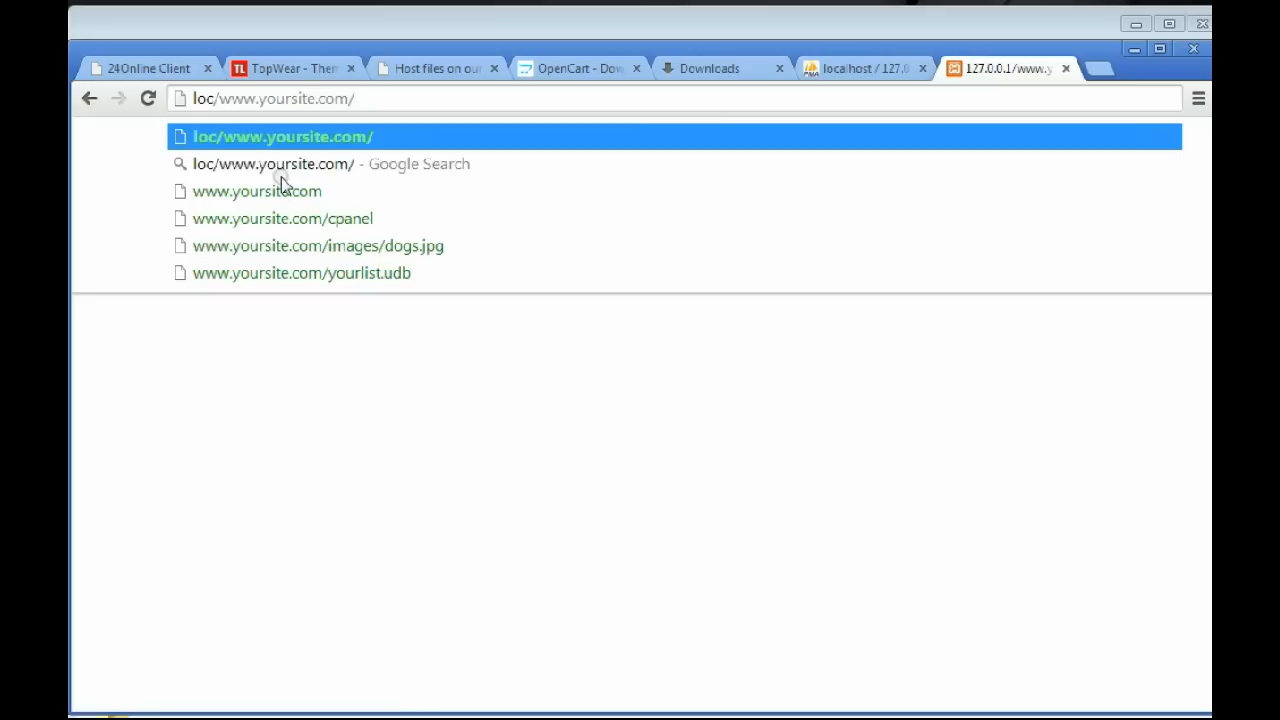 24Online Client
TL TopWear - Them
Host files on our
OpenCart - Dow
Downloads
localhost / 127.0
127.0.0.1/www.y
loc/www.yoursite.com/
loc/www.yoursite.com/
loc/www.yoursite.com/ - Google Search
www.yoursite.com
www.yoursite.com/cpanel
www.yoursite.com/images/dogs.jpg
www.yoursite.com/yourlist.udb